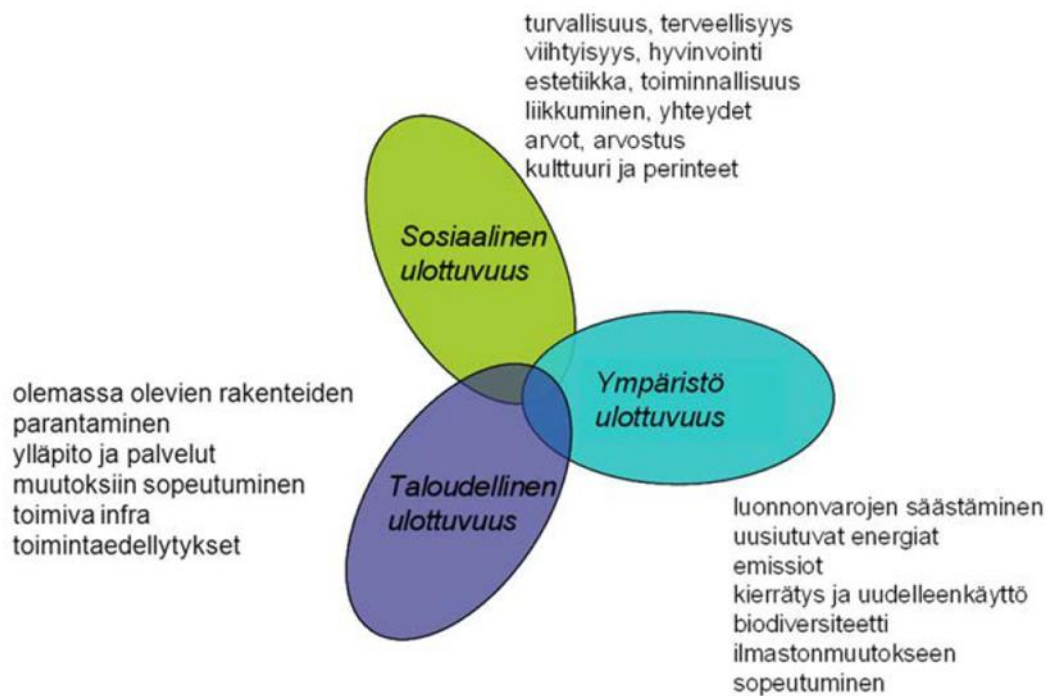 turvallisuus, terveellisyys
viihtyisyys, hyvinvointi
estetiikka, toiminnallisuus
liikkuminen, yhteydet
arvot, arvostus
kulttuuri ja perinteet
Sosiaalinen
ulottuvuus
Ympäristö
ulottuvuus
olemassa olevien rakenteiden
parantaminen
ylläpito ja palvelut
muutoksiin sopeutuminen
toimiva infra
toimintaedellytykset
Taloudellinen
ulottuvuus
luonnonvarojen säästäminen
uusiutuvat energiat
emissiot
kierrätys ja uudelleenkäyttö
biodiversiteetti
ilmastonmuutokseen
sopeutuminen